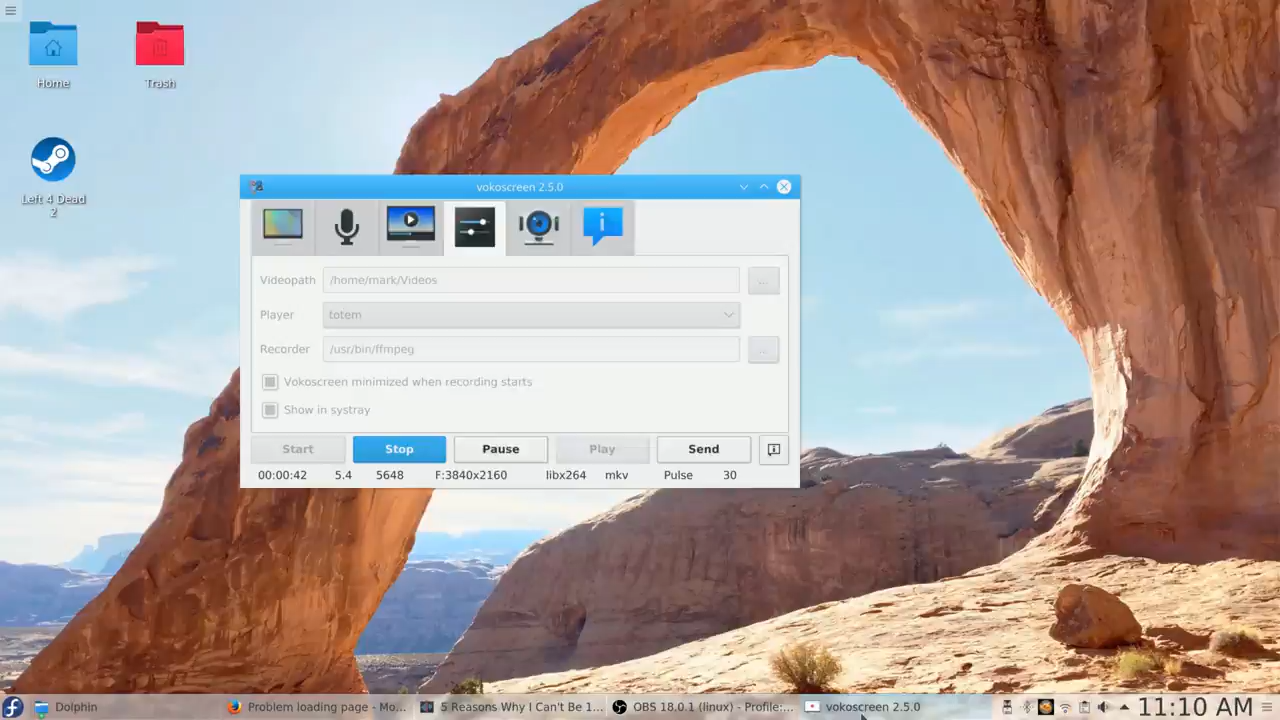 Home
Trash
Left 4 Dead
2
vokoscreen 2.5.0
Videopath /home/mark/Videos ...
Player totem
Recorder /usr/bin/ffmpeg ...
Vokoscreen minimized when recording starts
Show in systray
Start Stop Pause Play Send
00:00:42 5.4 5648 F:3840x2160 libx264 mkv Pulse 30
Dolphin Problem loading page - Mo... 5 Reasons Why I Can't Be 1... OBS 18.0.1 (linux) - Profile:... vokoscreen 2.5.0 11:10 AM